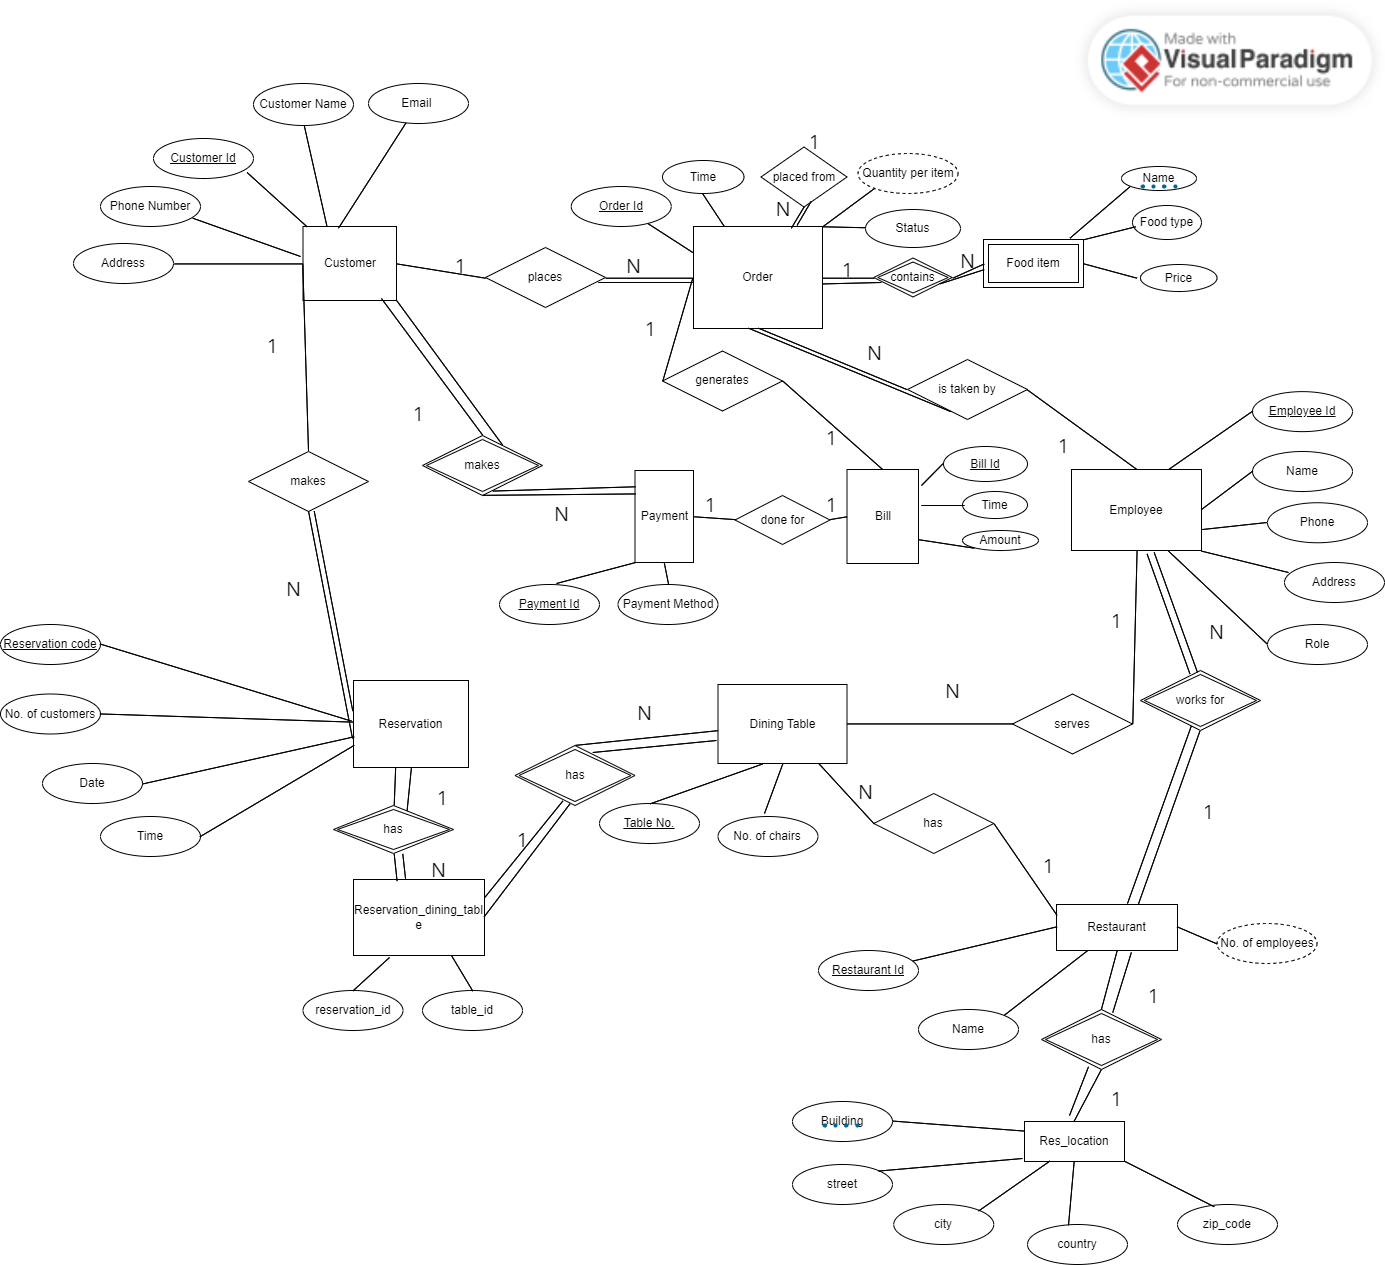 Made with
Visual Paradigm
For non-commercial use
Customer Name
Email
Customer Id
Phone Number
Address
Customer
1
places
N
Order Id
Time
1
placed from
N
Quantity per item
Status
Order
1
contains
N
Food item
Name
Food type
Price
1
generates
1
N
is taken by
1
1
makes
N
1
makes
N
Payment
1
done for
1
Bill
Bill Id
Time
Amount
Payment Id
Payment Method
Employee
Employee Id
Name
Phone
Address
Role
1
N
works for
1
Reservation code
No. of customers
Date
Time
Reservation
1
has
N
Reservation_dining_tabl
e
reservation_id
table_id
1
has
N
Dining Table
N
serves
Table No.
No. of chairs
N
has
1
Restaurant
Restaurant Id
Name
No. of employees
1
has
1
Res_location
Building
street
city
country
zip_code